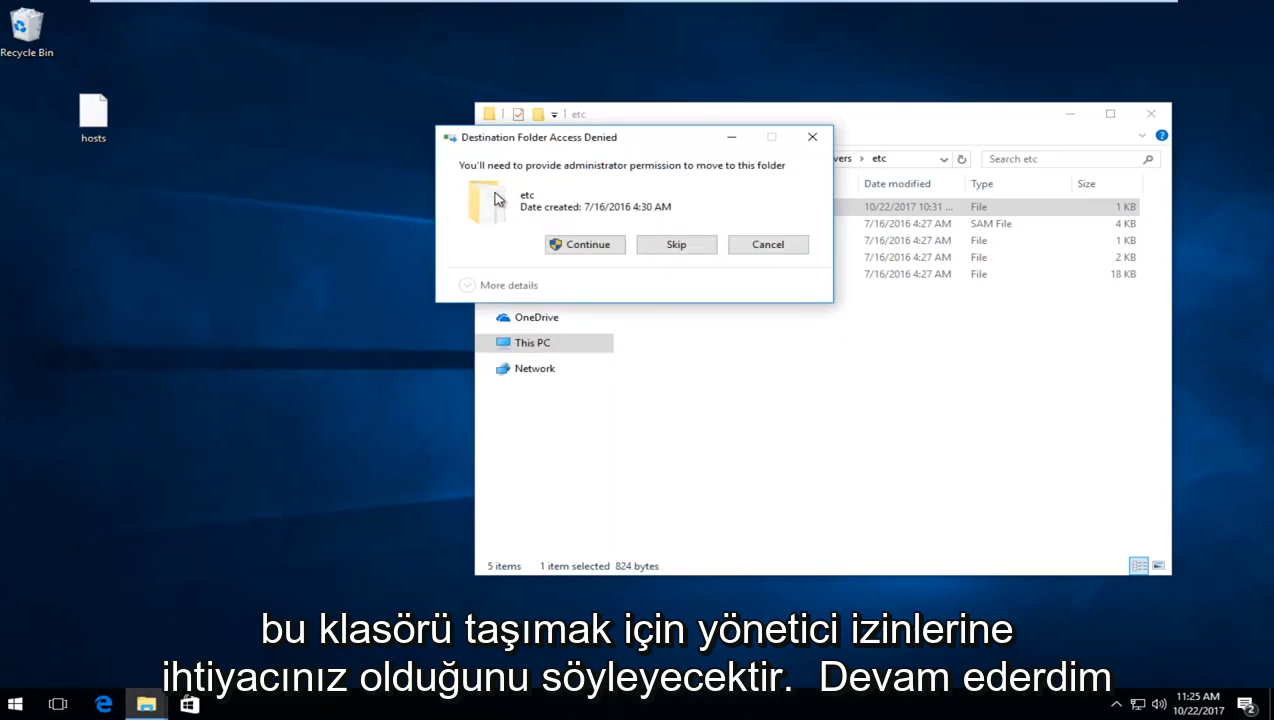 Recycle Bin
hosts
etc
Destination Folder Access Denied
You'll need to provide administrator permission to move to this folder
etc
Date created: 7/16/2016 4:30 AM
Continue
Skip
Cancel
More details
etc
Search etc
Date modified
Type
Size
10/22/2017 10:31 ...
File
1 KB
7/16/2016 4:27 AM
SAM File
4 KB
7/16/2016 4:27 AM
File
1 KB
7/16/2016 4:27 AM
File
2 KB
7/16/2016 4:27 AM
File
18 KB
OneDrive
This PC
Network
5 items
1 item selected 824 bytes
bu klasörü taşımak için yönetici izinlerine
ihtiyacınız olduğunu söyleyecektir. Devam ederdim
11:25 AM
10/22/2017
2